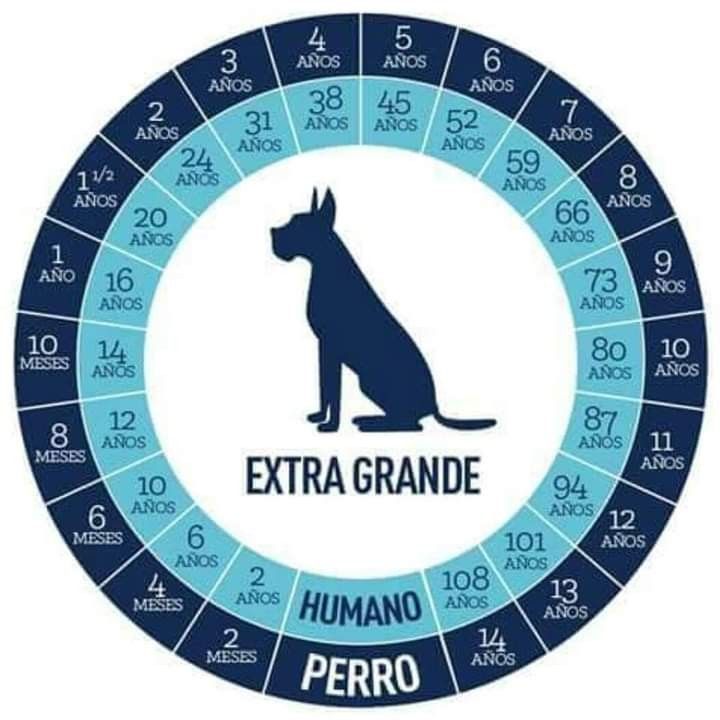 2
MESES
4
MESES
6
MESES
8
MESES
10
MESES
1
AÑO
1 1/2
AÑOS
2
AÑOS
3
AÑOS
4
AÑOS
5
AÑOS
6
AÑOS
7
AÑOS
8
AÑOS
9
AÑOS
10
AÑOS
11
AÑOS
12
AÑOS
13
AÑOS
14
AÑOS
2
AÑOS
6
AÑOS
10
AÑOS
12
AÑOS
14
AÑOS
16
AÑOS
20
AÑOS
24
AÑOS
31
AÑOS
38
AÑOS
45
AÑOS
52
AÑOS
59
AÑOS
66
AÑOS
73
AÑOS
80
AÑOS
87
AÑOS
94
AÑOS
101
AÑOS
108
AÑOS
EXTRA GRANDE
HUMANO
PERRO